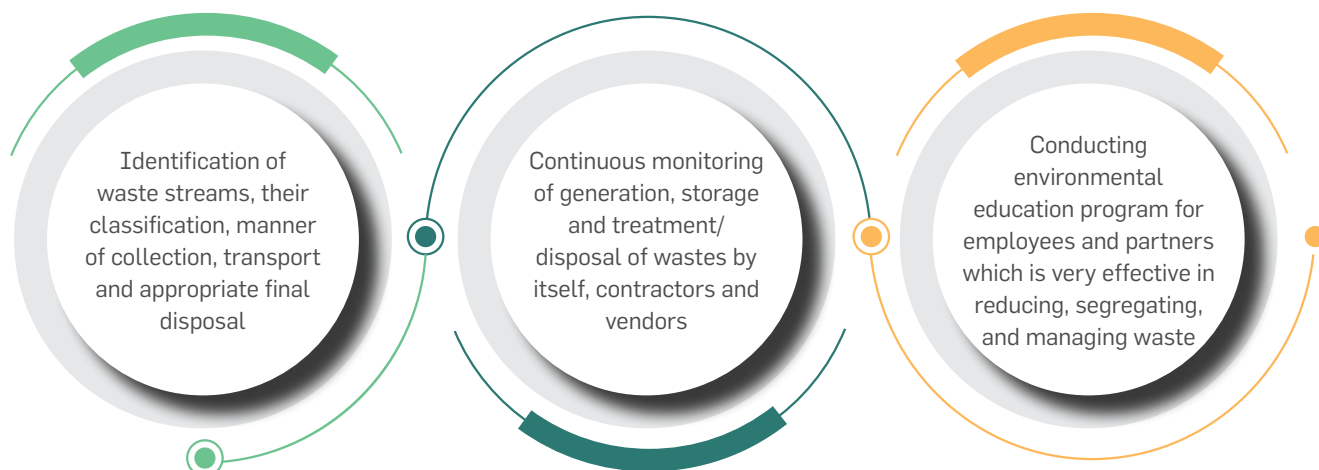 Identification of
waste streams, their
classification, manner
of collection, transport
and appropriate final
disposal
Continuous monitoring
of generation, storage
and treatment/
disposal of wastes by
itself, contractors and
vendors
Conducting
environmental
education program for
employees and partners
which is very effective in
reducing, segregating,
and managing waste